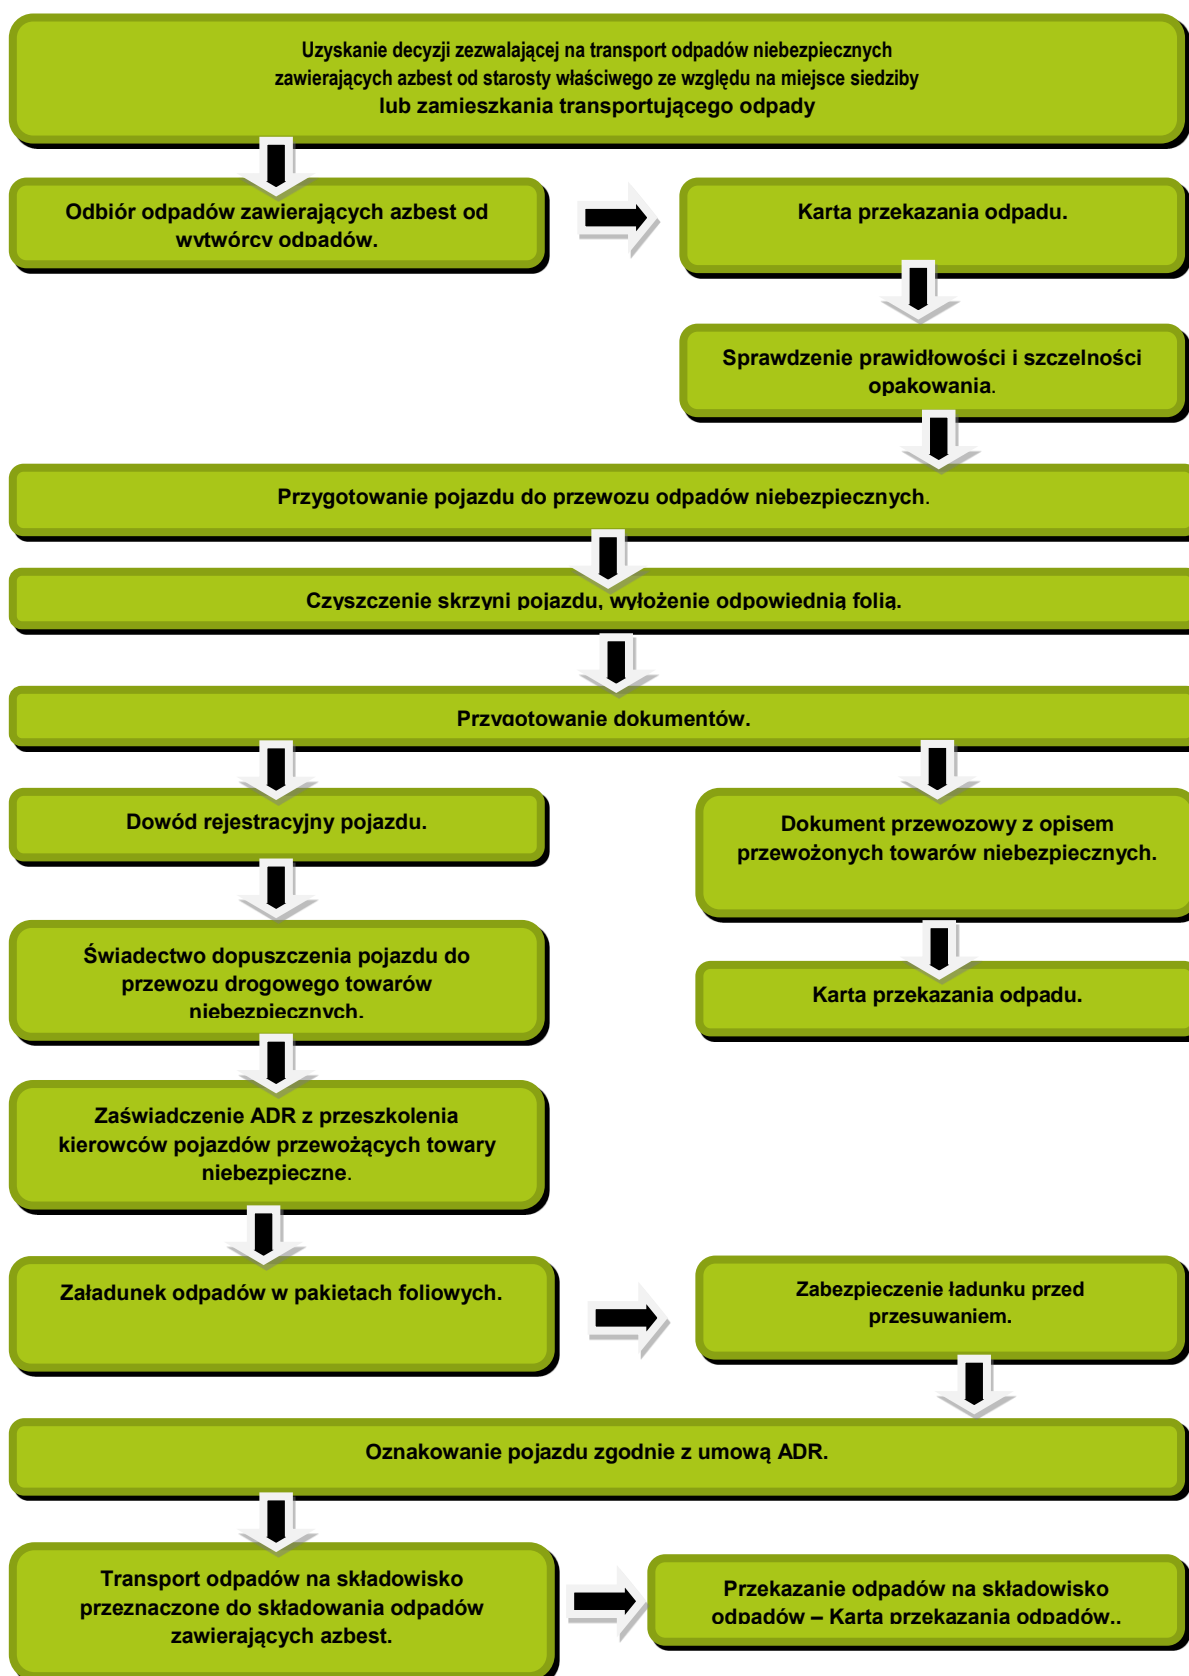 Uzyskanie decyzji zezwalającej na transport odpadów niebezpiecznych
zawierających azbest od starosty właściwego ze względu na miejsce siedziby
lub zamieszkania transportującego odpady
Odbiór odpadów zawierających azbest od
wytwórcy odpadów.
Karta przekazania odpadu.
Sprawdzenie prawidłowości i szczelności
opakowania.
Przygotowanie pojazdu do przewozu odpadów niebezpiecznych.
Czyszczenie skrzyni pojazdu, wyłożenie odpowiednią folią.
Przygotowanie dokumentów.
Dowód rejestracyjny pojazdu.
Dokument przewozowy z opisem
przewożonych towarów niebezpiecznych.
Świadectwo dopuszczenia pojazdu do
przewozu drogowego towarów
niebezpiecznych.
Karta przekazania odpadu.
Zaświadczenie ADR z przeszkolenia
kierowców pojazdów przewożących towary
niebezpieczne.
Załadunek odpadów w pakietach foliowych.
Zabezpieczenie ładunku przed
przesuwaniem.
Oznakowanie pojazdu zgodnie z umową ADR.
Transport odpadów na składowisko
przeznaczone do składowania odpadów
zawierających azbest.
Przekazanie odpadów na składowisko
odpadów – Karta przekazania odpadów..